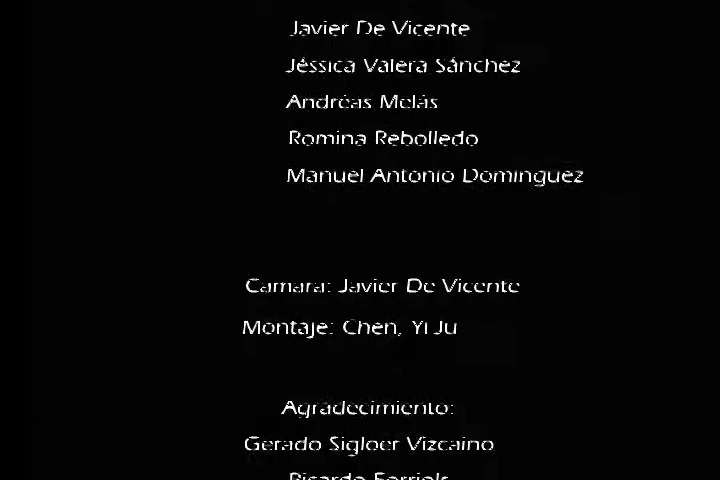 Javier De Vicente
Jéssica Valera Sánchez
Andréas Melás
Romina Rebolledo
Manuel Antonio Dominguez
Camara: Javier De Vicente
Montaje: Chen, Yi Ju
Agradecimiento:
Gerado Sigloer Vizcaino
Ricardo